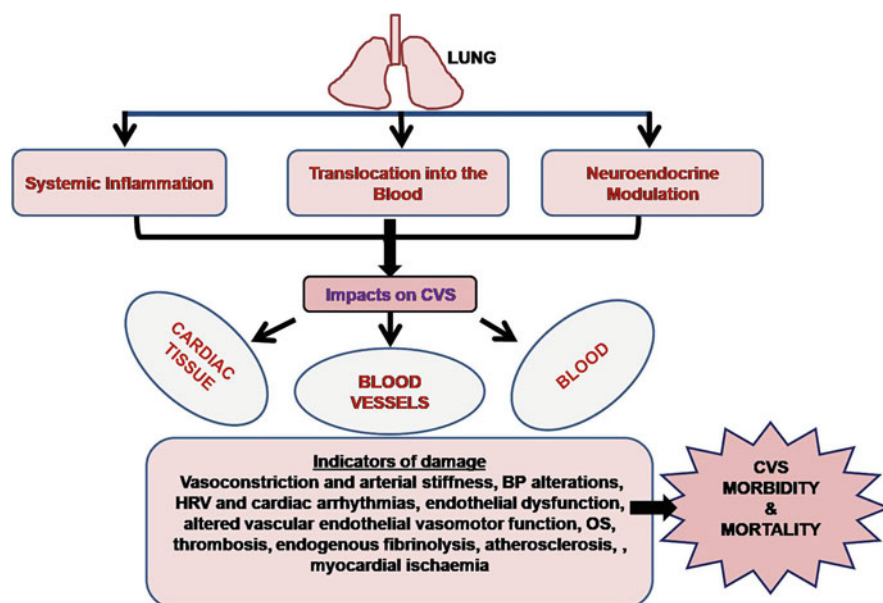 LUNG
Systemic Inflammation
Translocation into the
Blood
Neuroendocrine
Modulation
Impacts on CVS
CARDIAC
TISSUE
BLOOD
VESSELS
BLOOD
Indicators of damage
Vasoconstriction and arterial stiffness, BP alterations,
HRV and cardiac arrhythmias, endothelial dysfunction,
altered vascular endothelial vasomotor function, OS,
thrombosis, endogenous fibrinolysis, atherosclerosis, ,
myocardial ischaemia
CVS
MORBIDITY
&
MORTALITY